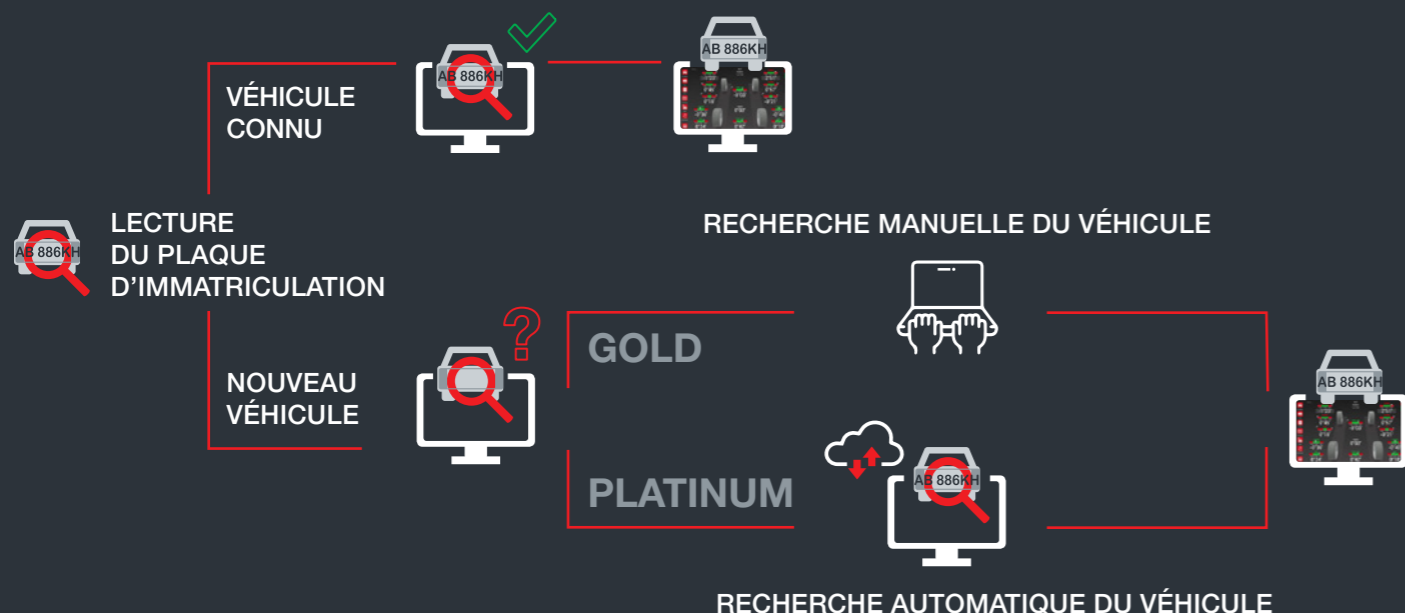 AB 886KH
AB 886KH
VÉHICULE
CONNU
AB 886KH
LECTURE
DU PLAQUE
D'IMMATRICULATION
RECHERCHE MANUELLE DU VÉHICULE
GOLD
NOUVEAU
VÉHICULE
AB 886KH
PLATINUM
AB 886KH
RECHERCHE AUTOMATIQUE DU VÉHICULE